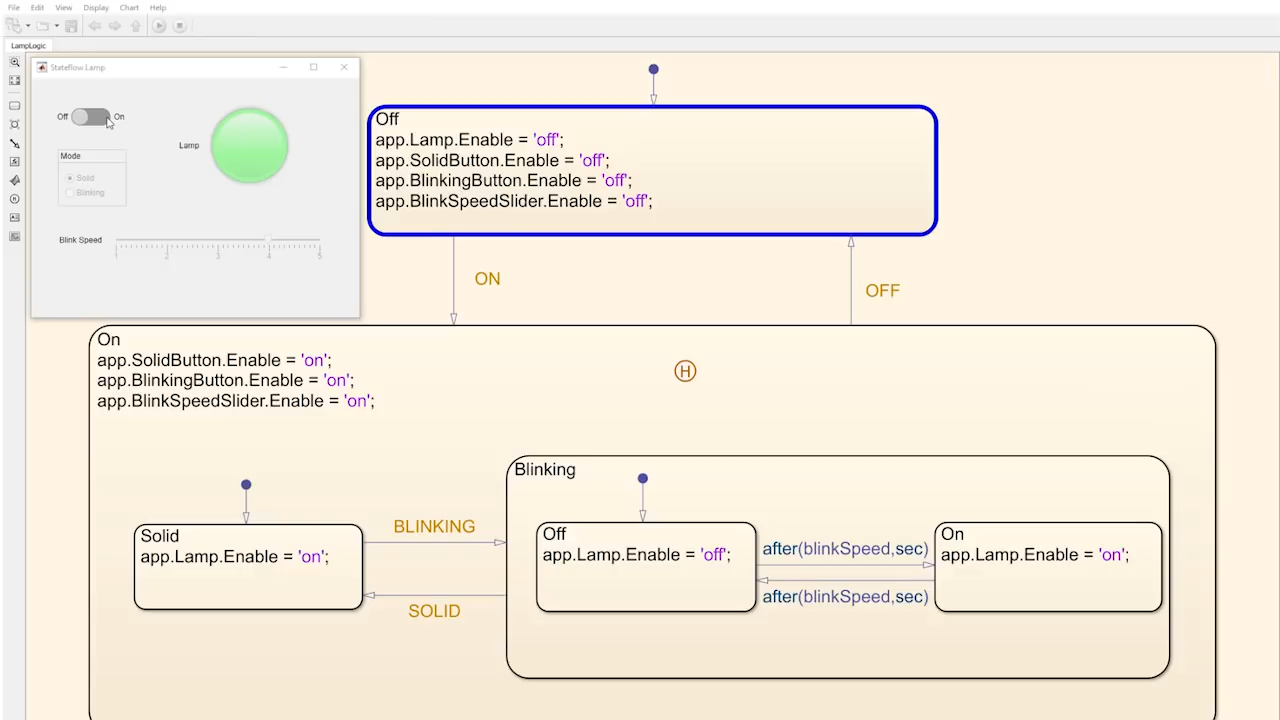 File Edit View Display Chart Help
LampLogic
Stateflow Lamp
Off On
Lamp
Mode
Solid
Blinking
Blink Speed
1 2 3 4 5
Off
app.Lamp.Enable = 'off';
app.SolidButton.Enable = 'off';
app.BlinkingButton.Enable = 'off';
app.BlinkSpeedSlider.Enable = 'off';
ON
OFF
On
app.SolidButton.Enable = 'on';
app.BlinkingButton.Enable = 'on';
app.BlinkSpeedSlider.Enable = 'on';
H
Solid
app.Lamp.Enable = 'on';
BLINKING
SOLID
Blinking
Off
app.Lamp.Enable = 'off';
after(blinkSpeed,sec)
after(blinkSpeed,sec)
On
app.Lamp.Enable = 'on';